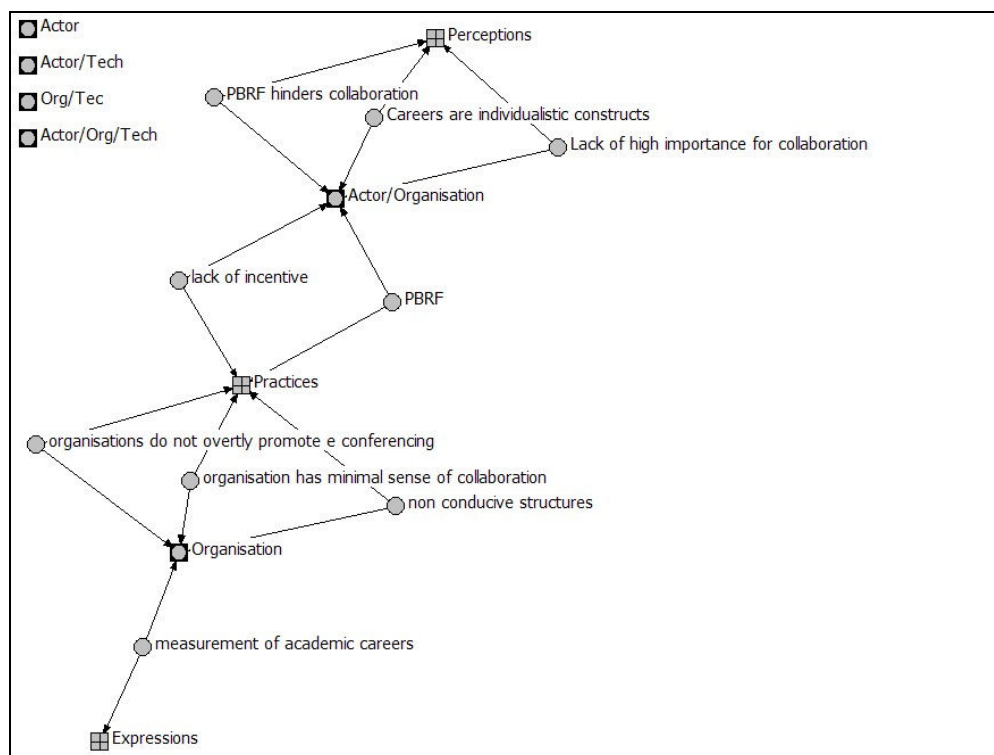 Actor
Perceptions
Actor/Tech
PBRF hinders collaboration
Org/Tec
Careers are individualistic constructs
Actor/Org/Tech
Lack of high importance for collaboration
Actor/Organisation
lack of incentive
PBRF
Practices
organisations do not overtly promote e conferencing
organisation has minimal sense of collaboration
non conducive structures
Organisation
measurement of academic careers
Expressions